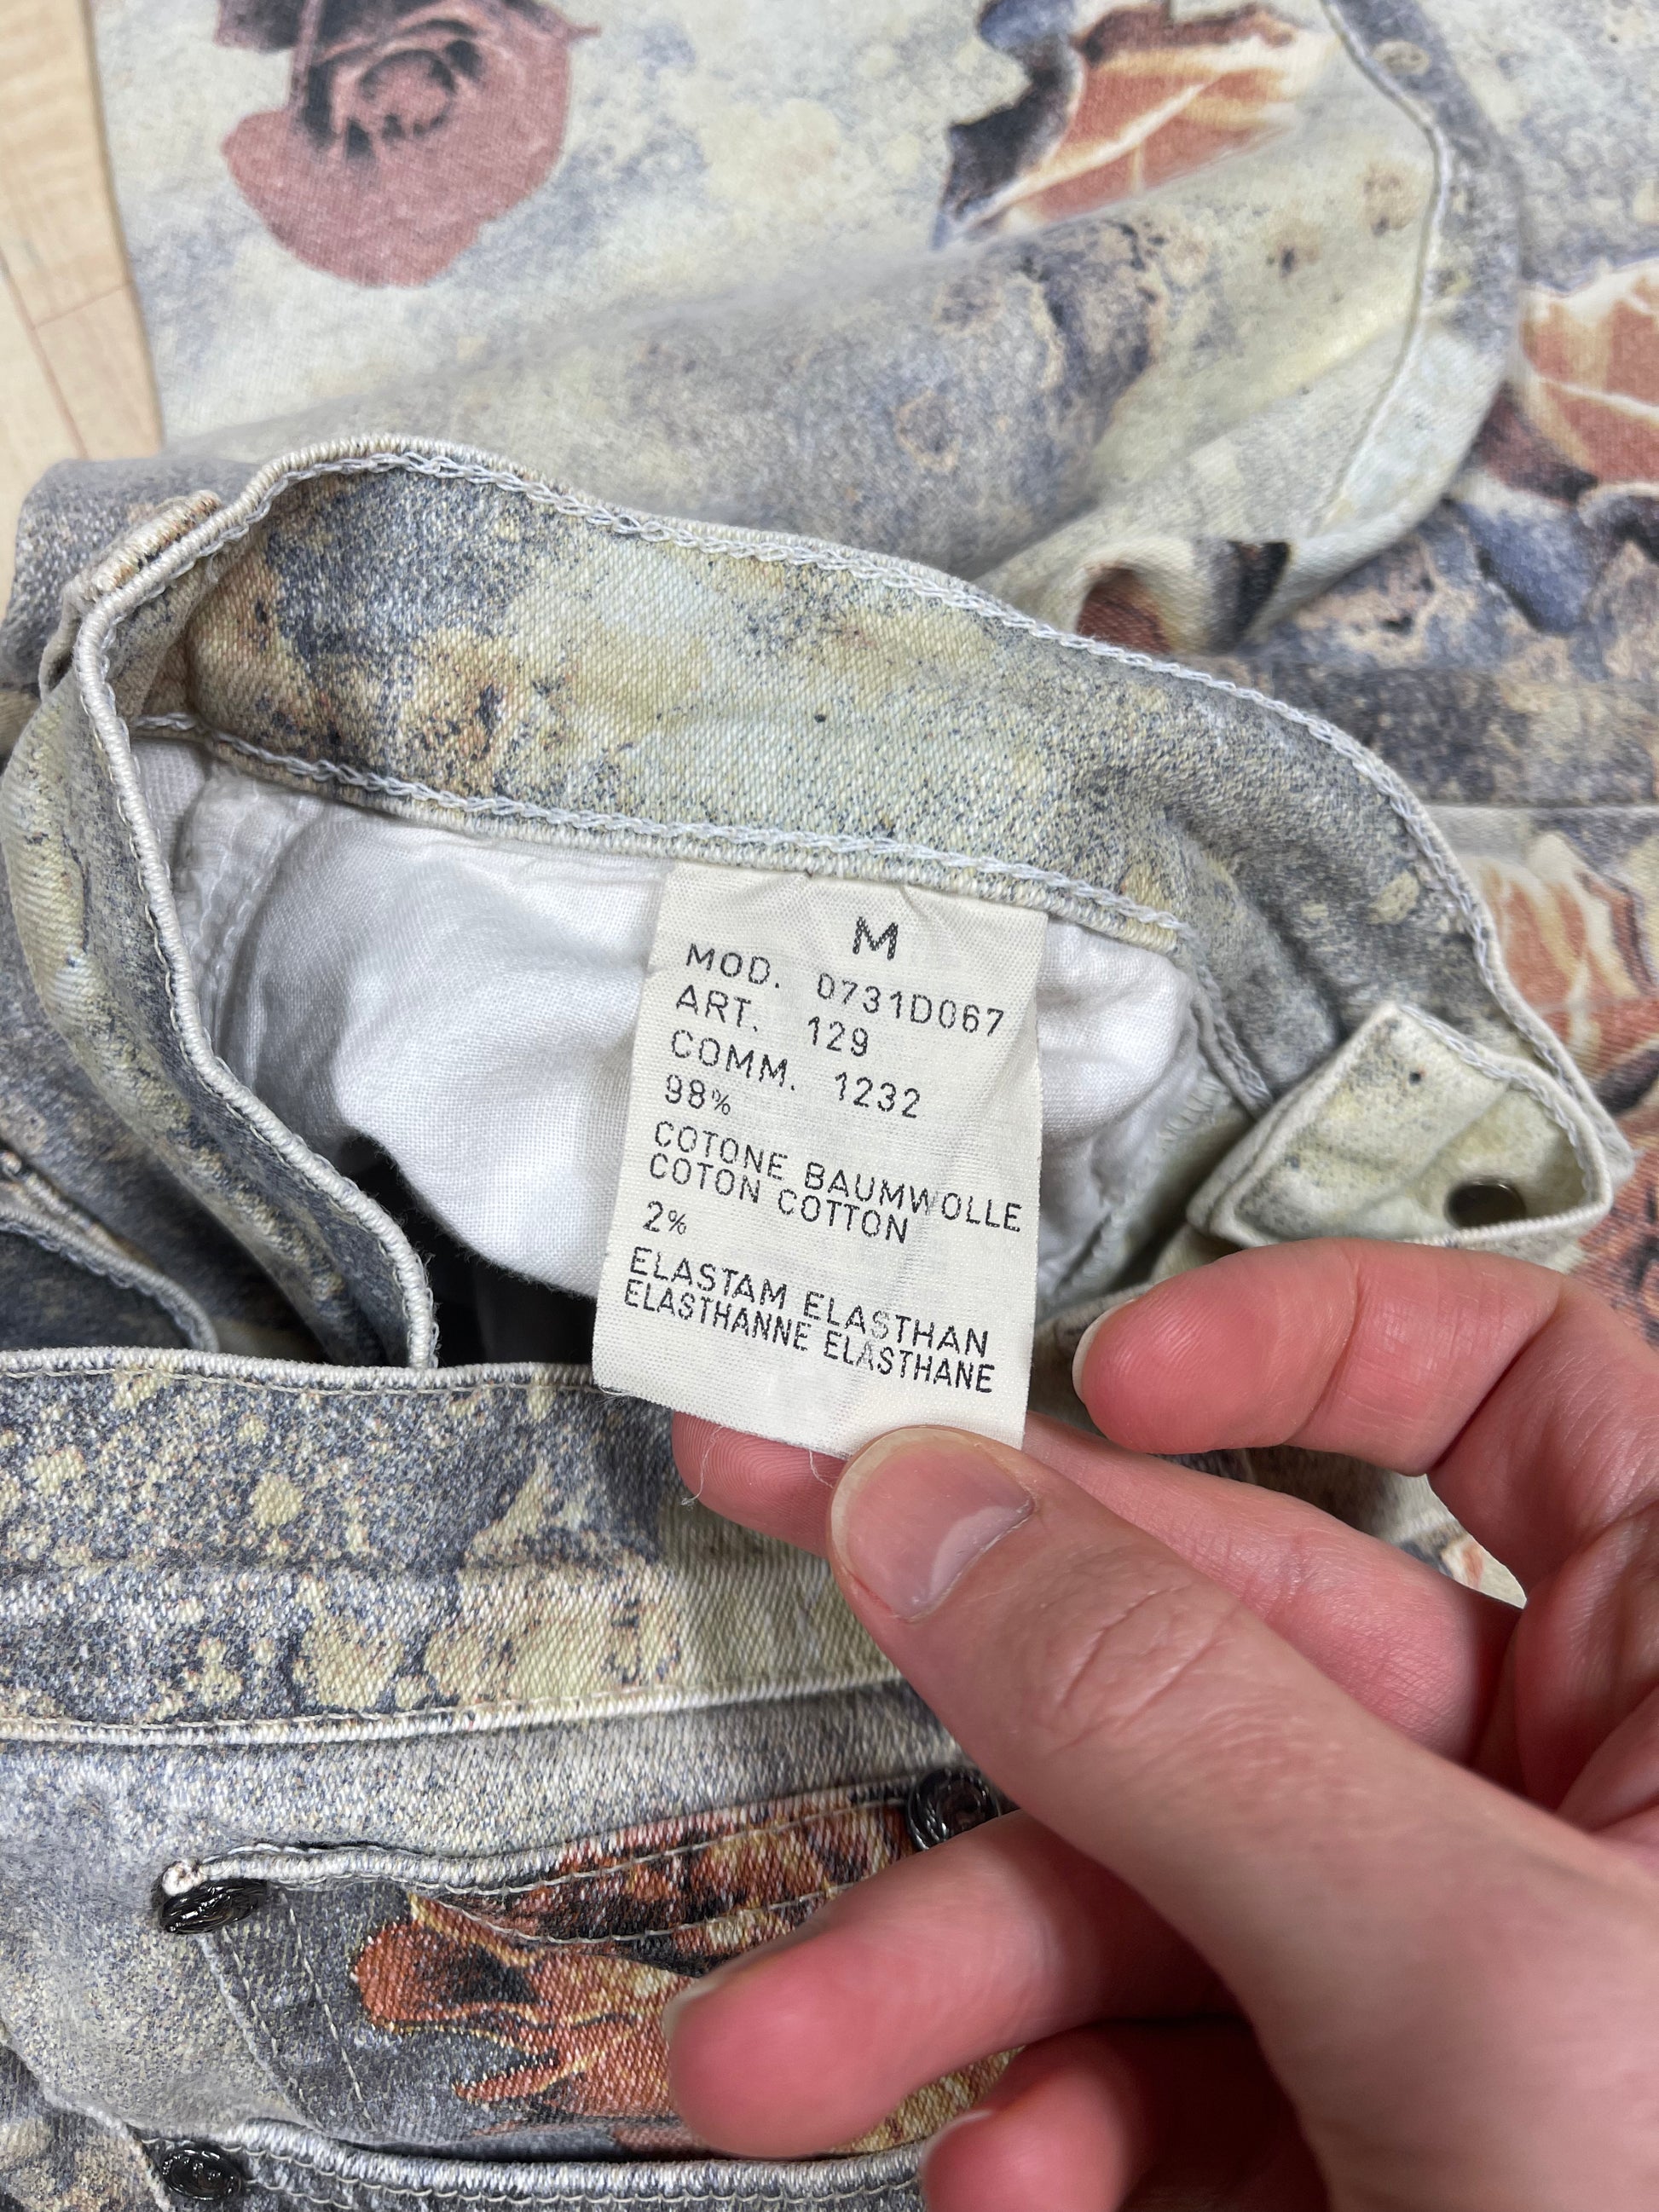 M
MOD. 0731D067
ART. 129
COMM. 1232
98%
COTONE BAUMWOLLE
COTON COTTON
2%
ELASTAM ELASTHAN
ELASTHANNE ELASTHANE